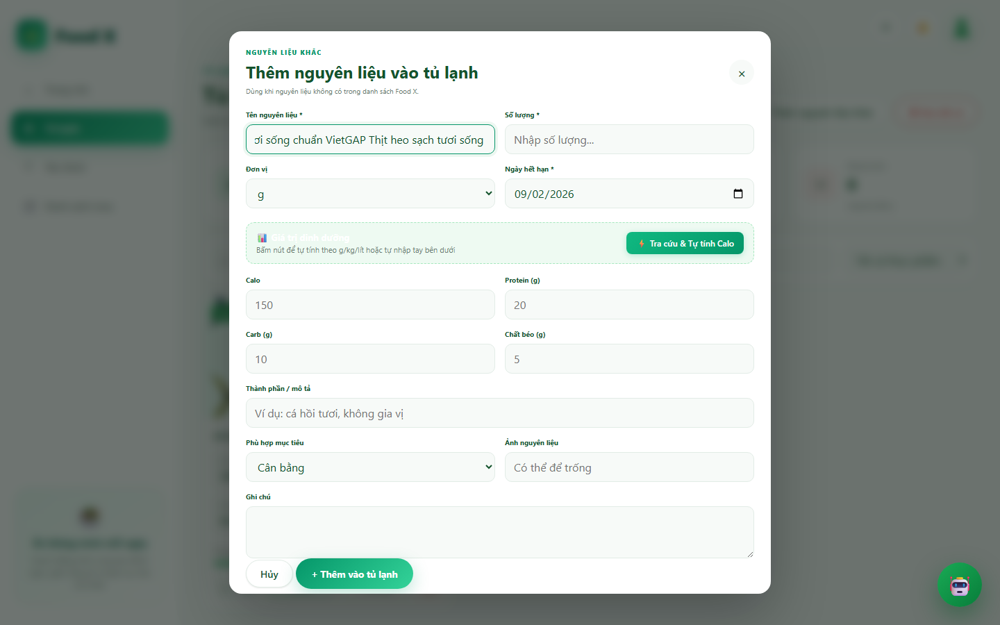 Food X
NGUYÊN LIỆU KHÁC
Thêm nguyên liệu vào tủ lạnh
×
Dùng khi nguyên liệu không có trong danh sách Food X.
Tên nguyên liệu *
Số lượng *
ơi sống chuẩn VietGAP Thịt heo sạch tươi sống
Nhập số lượng...
Đơn vị
Ngày hết hạn *
g
09/02/2026
Giá trị dinh dưỡng
Bấm nút để tự tính theo g/kg/lít hoặc tự nhập tay bên dưới
Tra cứu & Tự tính Calo
Calo
Protein (g)
150
20
Carb (g)
Chất béo (g)
10
5
Thành phần / mô tả
Ví dụ: cá hồi tươi, không gia vị
Phù hợp mục tiêu
Ảnh nguyên liệu
Cân bằng
Có thể để trống
Ghi chú
Hủy
+ Thêm vào tủ lạnh